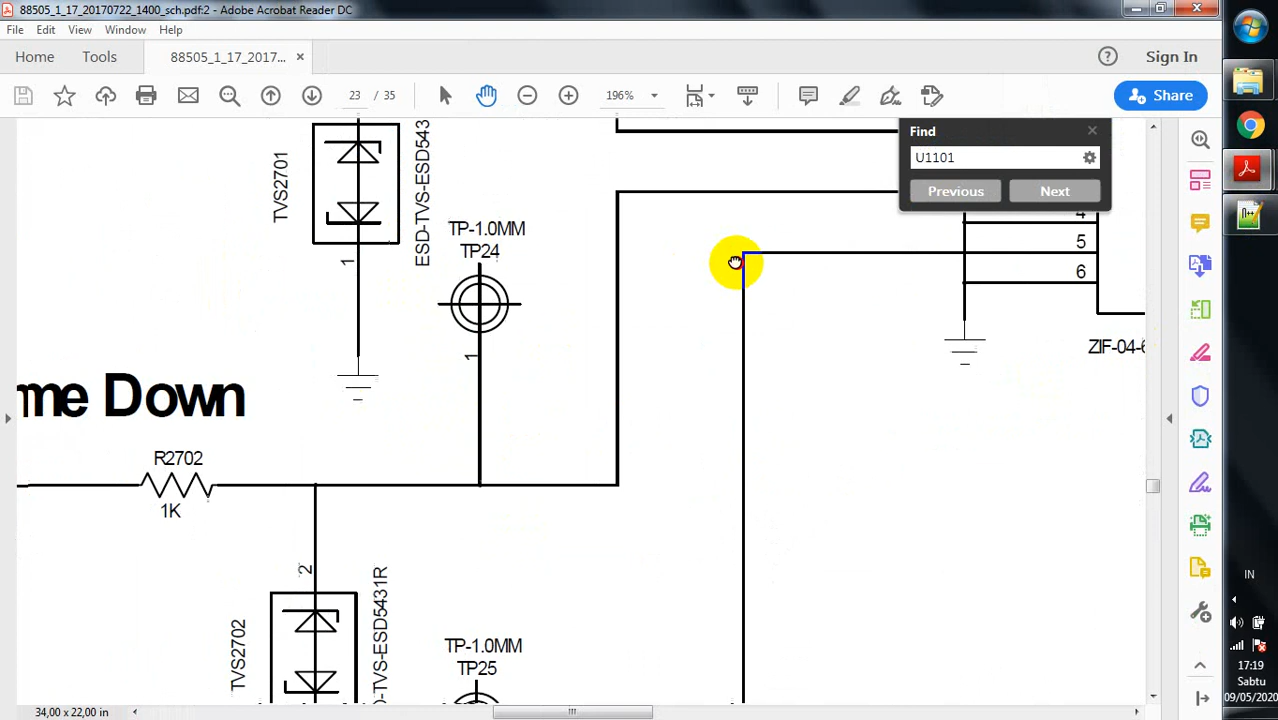 88505_1_17_20170722_1400_sch.pdf:2 - Adobe Acrobat Reader DC
File Edit View Window Help
Home Tools 88505_1_17_2017... × Sign In
23 / 35 196% Share
Find
U1101
Previous Next
TVS2701
ESD-TVS-ESD543
1
TP-1.0MM
TP24
1
4
5
6
ZIF-04-6
me Down
R2702
1K
2
TVS2702
D-TVS-ESD5431R
TP-1.0MM
TP25
34,00 x 22,00 in
IN
17:19
Sabtu
09/05/2020